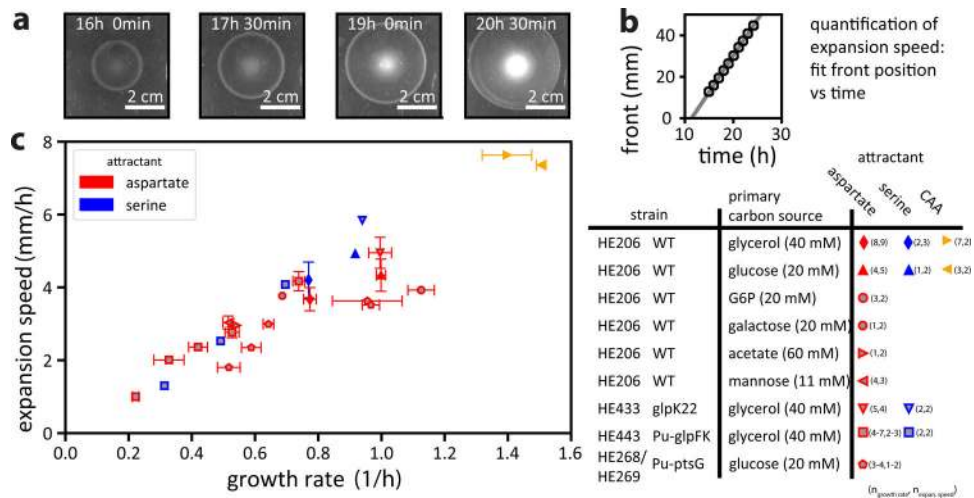 a
16h 0min
17h 30min
19h 0min
20h 30min
2 cm
2 cm
2 cm
2 cm
b
front (mm)
40
20
0
10
20
30
time (h)
quantification of
expansion speed:
fit front position
vs time
c
expansion speed (mm/h)
8
6
4
2
0
0.0
0.2
0.4
0.6
0.8
1.0
1.2
1.4
1.6
growth rate (1/h)
attractant
aspartate
serine
attractant
aspartate
serine
CAA
primary
strain carbon source
HE206 WT glycerol (40 mM) (8,9) (2,3) (7,2)
HE206 WT glucose (20 mM) (4,5) (1,2) (3,2)
HE206 WT G6P (20 mM) (3,2)
HE206 WT galactose (20 mM) (1,2)
HE206 WT acetate (60 mM) (1,2)
HE206 WT mannose (11 mM) (4,3)
HE433 glpK22 glycerol (40 mM) (5,4) (2,2)
HE443 Pu-glpFK glycerol (40 mM) (4-7,2-3) (2,2)
HE268/
HE269 Pu-ptsG glucose (20 mM) (3-4,1-2)
(n growth rate, n expan. speed)